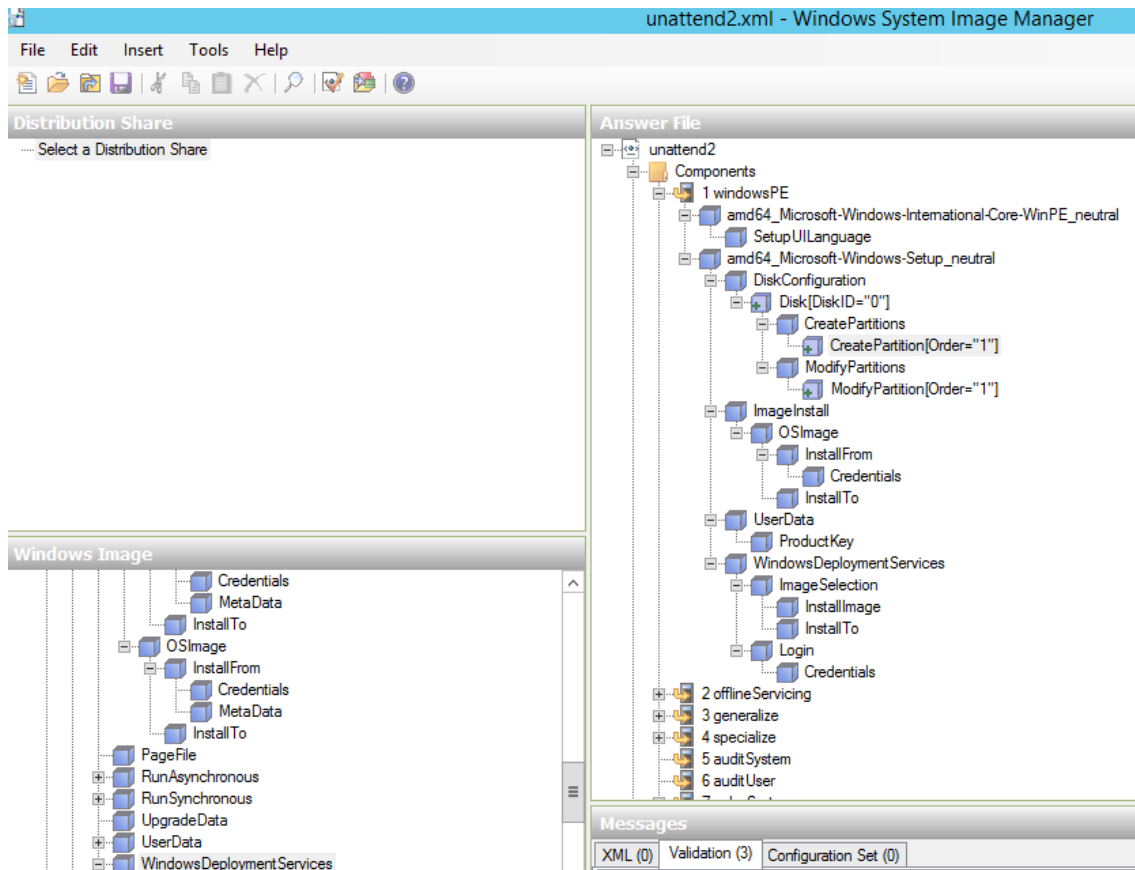 unattend2.xml - Windows System Image Manager
File Edit Insert Tools Help
Distribution Share
Select a Distribution Share
Windows Image
Credentials
MetaData
InstallTo
OSImage
InstallFrom
Credentials
MetaData
InstallTo
PageFile
RunAsynchronous
RunSynchronous
UpgradeData
UserData
WindowsDeploymentServices
Answer File
unattend2
Components
1 windowsPE
amd64_Microsoft-Windows-International-Core-WinPE_neutral
SetupUILanguage
amd64_Microsoft-Windows-Setup_neutral
DiskConfiguration
Disk[DiskID="0"]
CreatePartitions
CreatePartition[Order="1"]
ModifyPartitions
ModifyPartition[Order="1"]
ImageInstall
OSImage
InstallFrom
Credentials
InstallTo
UserData
ProductKey
WindowsDeploymentServices
ImageSelection
InstallImage
InstallTo
Login
Credentials
2 offlineServicing
3 generalize
4 specialize
5 auditSystem
6 auditUser
Messages
XML (0) Validation (3) Configuration Set (0)